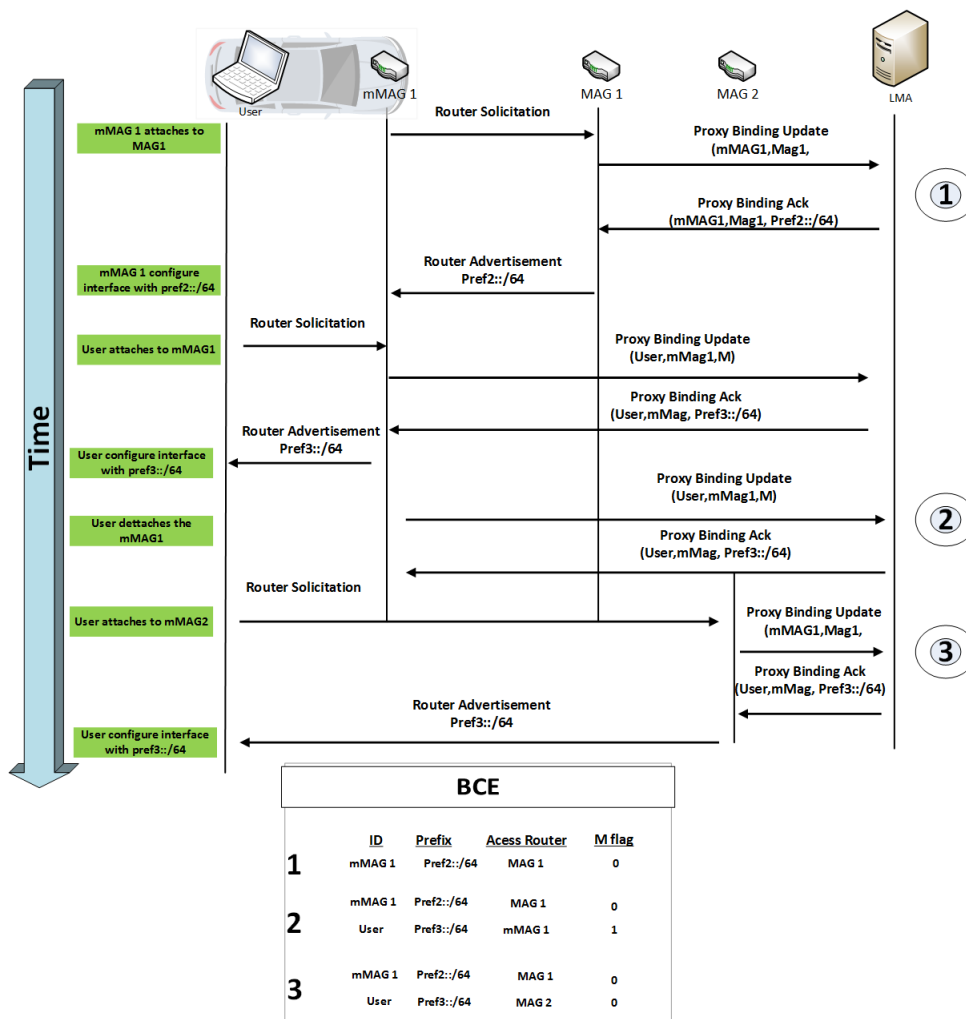 User
mMAG 1
MAG 1
MAG 2
LMA
Time
mMAG 1 attaches to
MAG1
Router Solicitation
Proxy Binding Update
(mMAG1,Mag1,
1
Proxy Binding Ack
(mMAG1,Mag1, Pref2::/64)
mMAG 1 configure
interface with pref2::/64
Router Advertisement
Pref2::/64
Router Solicitation
User attaches to mMAG1
Proxy Binding Update
(User,mMag1,M)
Proxy Binding Ack
(User,mMag, Pref3::/64)
Router Advertisement
Pref3::/64
User configure interface
with pref3::/64
Proxy Binding Update
(User,mMag1,M)
2
User dettaches the
mMAG1
Proxy Binding Ack
(User,mMag, Pref3::/64)
Router Solicitation
User attaches to mMAG2
Proxy Binding Update
(mMAG1,Mag1,
3
Proxy Binding Ack
(User,mMag, Pref3::/64)
Router Advertisement
Pref3::/64
User configure interface
with pref3::/64
BCE
ID Prefix Acess Router M flag
1 mMAG 1 Pref2::/64 MAG 1 0
2 mMAG 1 Pref2::/64 MAG 1 0
User Pref3::/64 mMAG 1 1
3 mMAG 1 Pref2::/64 MAG 1 0
User Pref3::/64 MAG 2 0